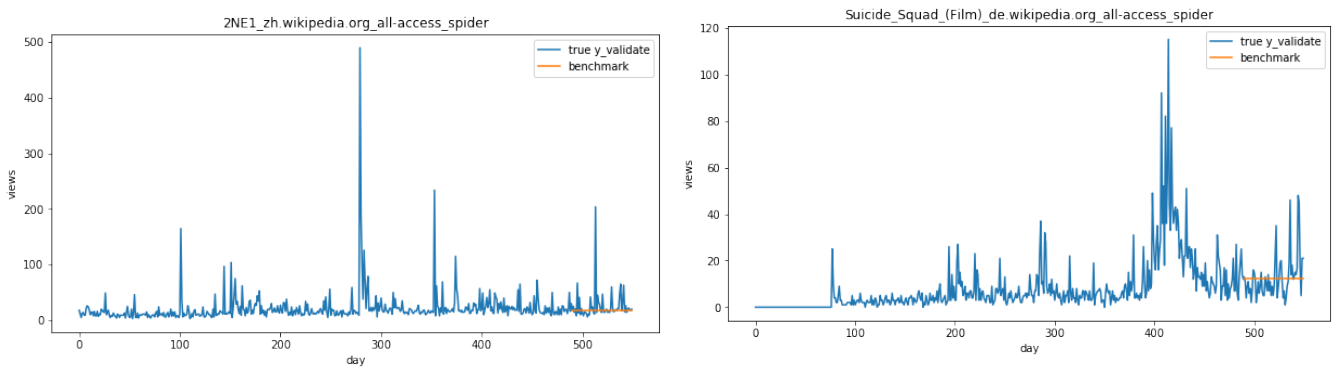 2NE1_zh.wikipedia.org_all-access_spider
true y_validate
benchmark
500
400
300
200
100
0
views
0 100 200 300 400 500
day
Suicide_Squad_(Film)_de.wikipedia.org_all-access_spider
true y_validate
benchmark
120
100
80
60
40
20
0
views
0 100 200 300 400 500
day